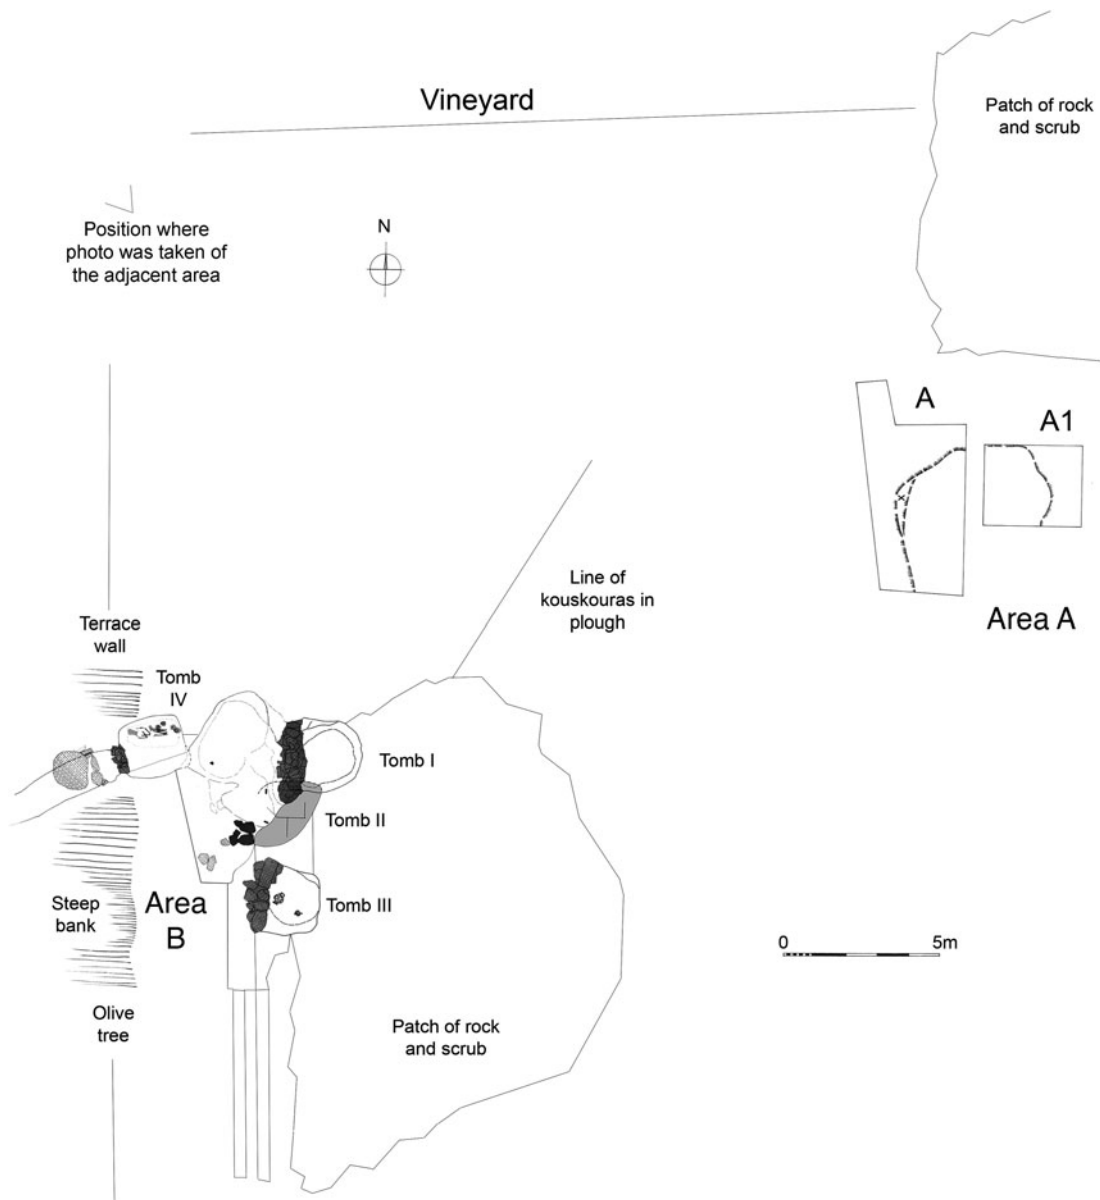 Vineyard
Patch of rock
and scrub
Position where
photo was taken of
the adjacent area
N
A
A1
Line of
kouskouras in
plough
Area A
Terrace
wall
Tomb
IV
Tomb I
Tomb II
Tomb III
Steep
bank
Area
B
0
5m
Olive
tree
Patch of rock
and scrub